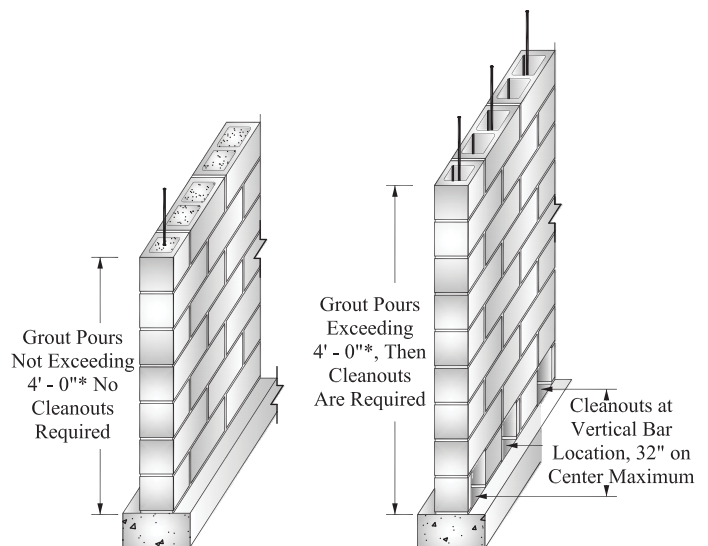 Grout Pours
Not Exceeding
4' - 0"* No
Cleanouts
Required
Grout Pours
Exceeding
4' - 0"*, Then
Cleanouts
Are Required
Cleanouts at
Vertical Bar
Location, 32" on
Center Maximum